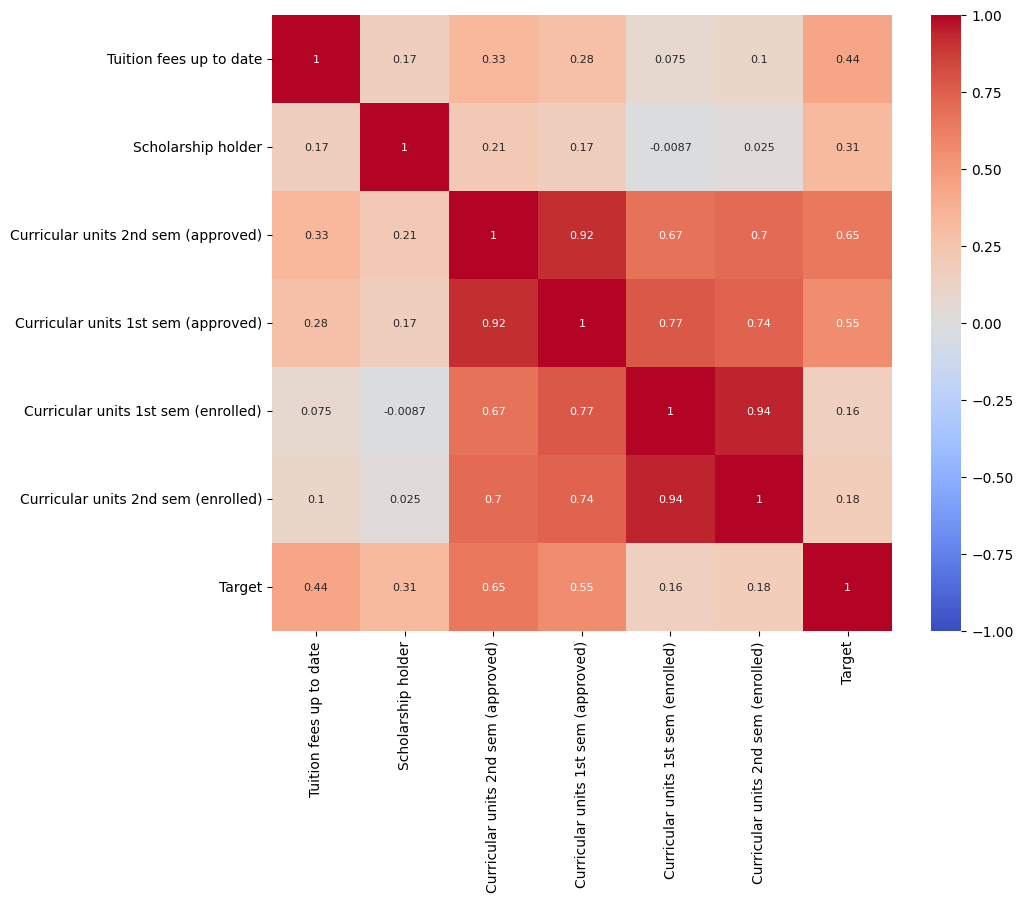 Tuition fees up to date 1 0.17 0.33 0.28 0.075 0.1 0.44
Scholarship holder 0.17 1 0.21 0.17 -0.0087 0.025 0.31
Curricular units 2nd sem (approved) 0.33 0.21 1 0.92 0.67 0.7 0.65
Curricular units 1st sem (approved) 0.28 0.17 0.92 1 0.77 0.74 0.55
Curricular units 1st sem (enrolled) 0.075 -0.0087 0.67 0.77 1 0.94 0.16
Curricular units 2nd sem (enrolled) 0.1 0.025 0.7 0.74 0.94 1 0.18
Target 0.44 0.31 0.65 0.55 0.16 0.18 1
Tuition fees up to date
Scholarship holder
Curricular units 2nd sem (approved)
Curricular units 1st sem (approved)
Curricular units 1st sem (enrolled)
Curricular units 2nd sem (enrolled)
Target
1.00
0.75
0.50
0.25
0.00
−0.25
−0.50
−0.75
−1.00